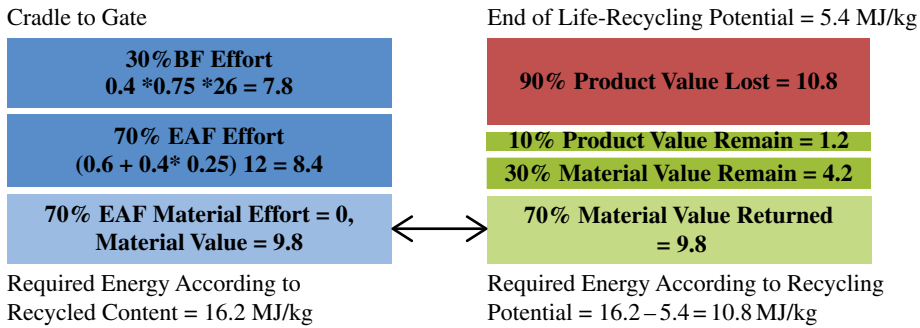 Cradle to Gate
30%BF Effort
0.4 *0.75 *26 = 7.8
70% EAF Effort
(0.6 + 0.4* 0.25) 12 = 8.4
70% EAF Material Effort = 0,
Material Value = 9.8
Required Energy According to
Recycled Content = 16.2 MJ/kg
End of Life-Recycling Potential = 5.4 MJ/kg
90% Product Value Lost = 10.8
10% Product Value Remain = 1.2
30% Material Value Remain = 4.2
70% Material Value Returned
= 9.8
Required Energy According to Recycling
Potential = 16.2 – 5.4 = 10.8 MJ/kg